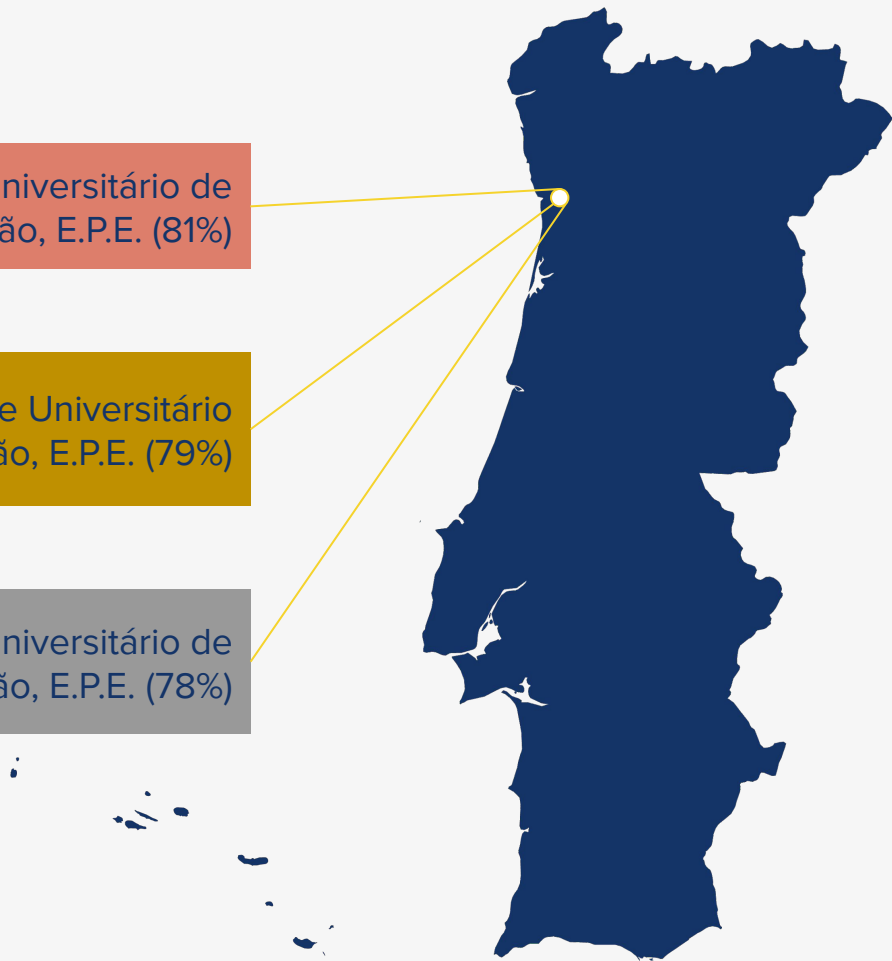 niversitário de
ão, E.P.E. (81%)
e Universitário
ão, E.P.E. (79%)
niversitário de
ão, E.P.E. (78%)